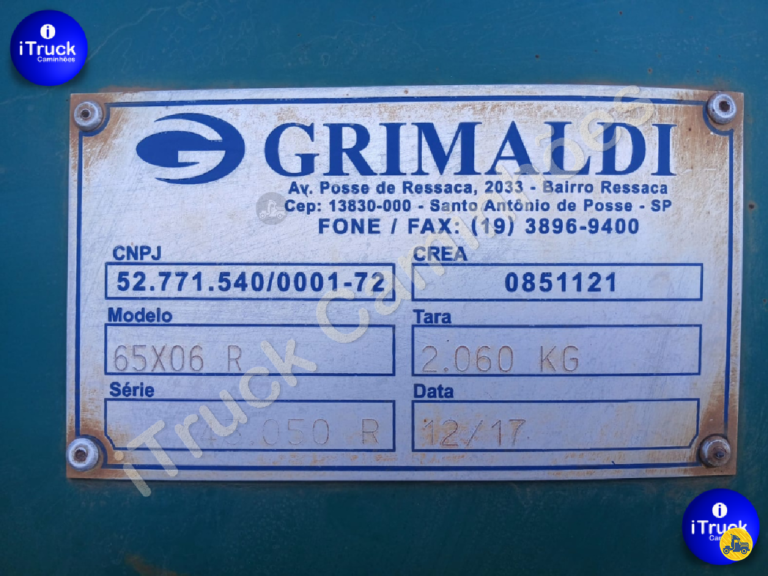 i
iTruck
Caminhões
GRIMALDI
Av. Posse de Ressaca, 2033 - Bairro Ressaca
Cep: 13830-000 - Santo Antônio de Posse - SP
FONE / FAX: (19) 3896-9400
CNPJ
52.771.540/0001-72
CREA
0851121
Modelo
65X06 R
Tara
2.060 KG
Série
050 R
Data
12/17
iTruck Caminhões
i
iTruck